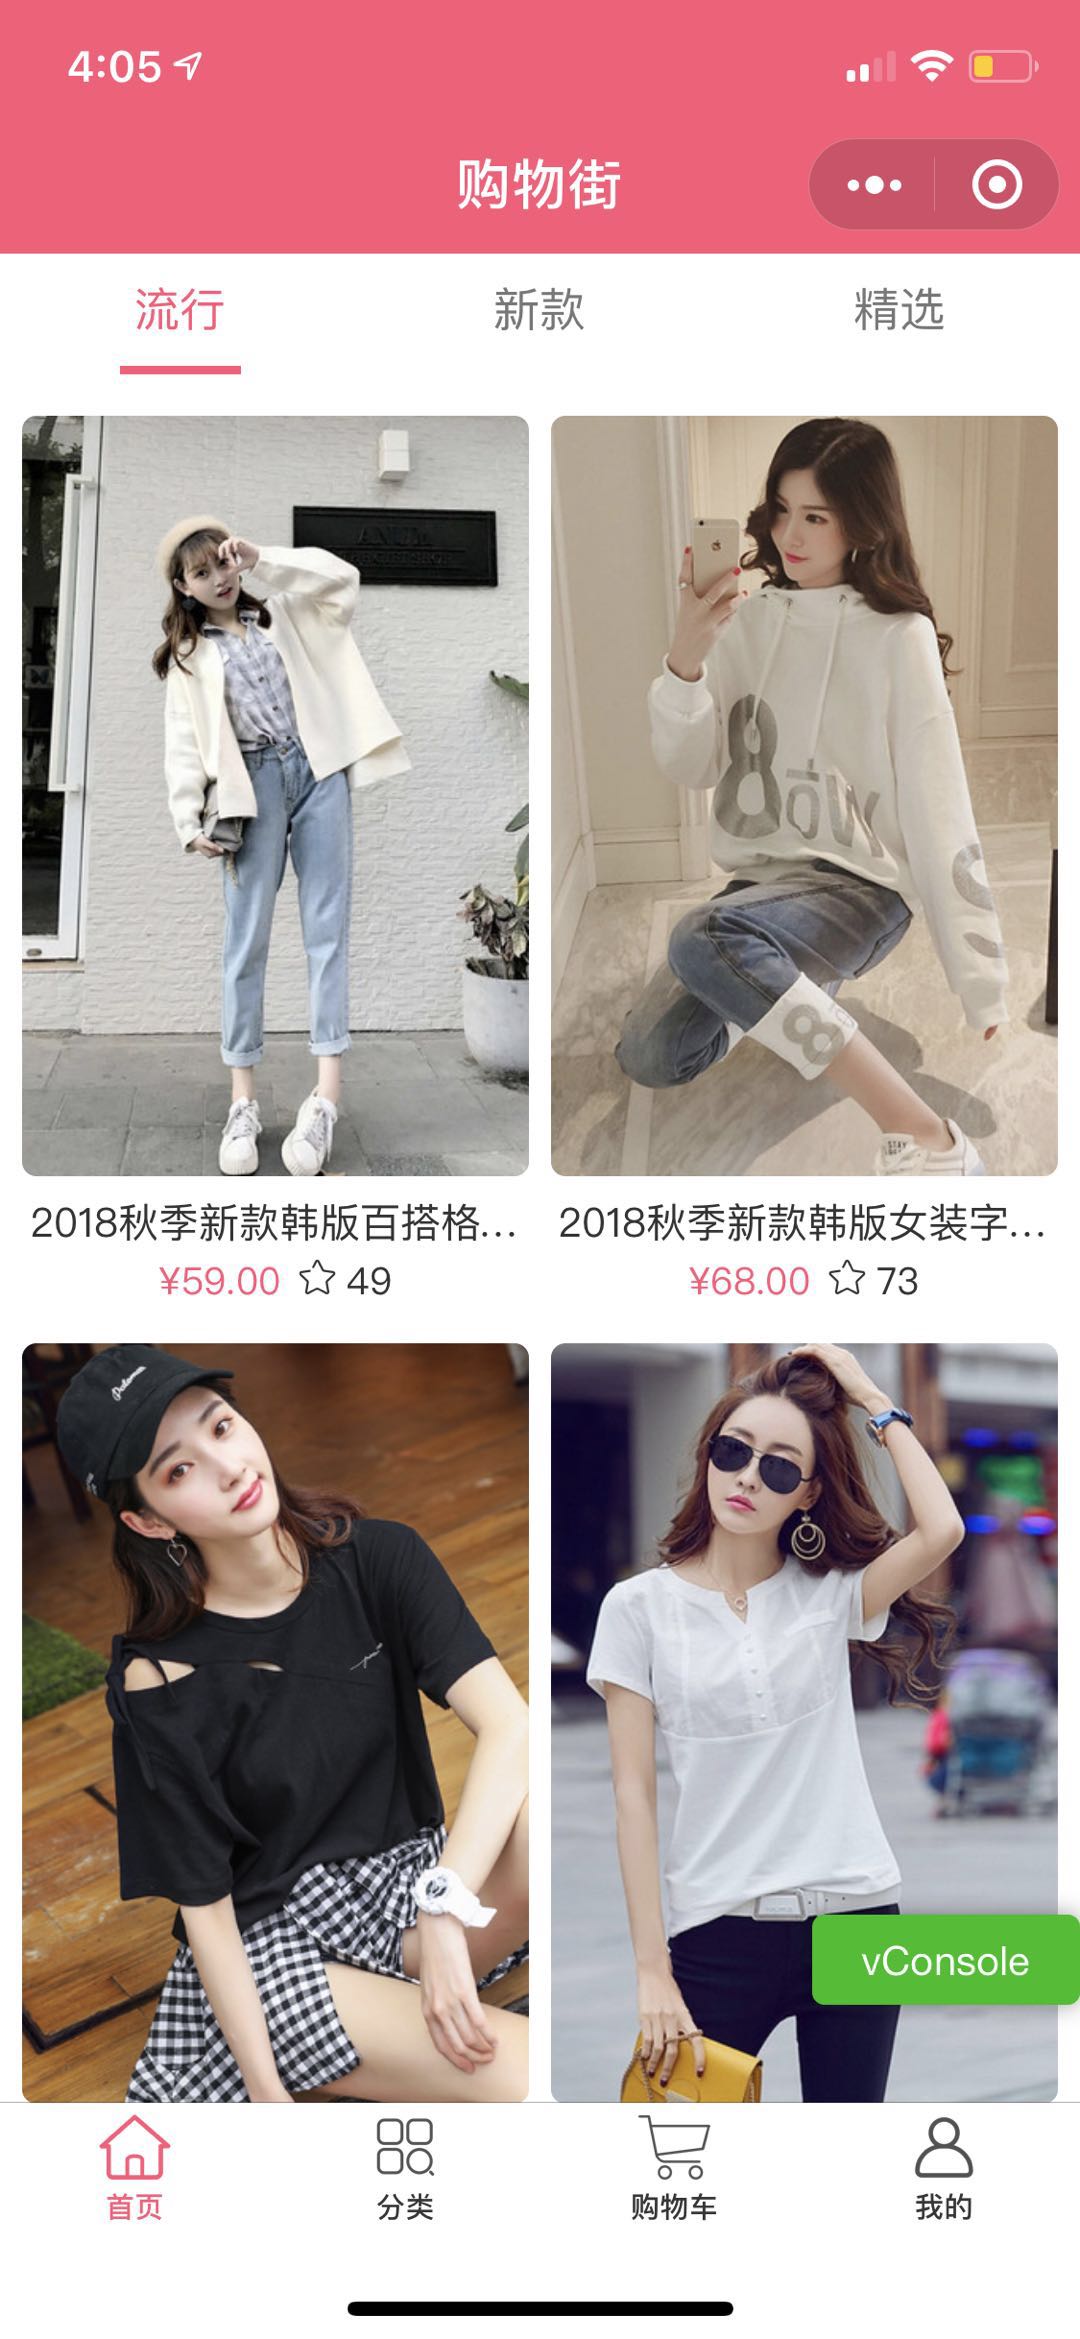 4:05
购物街
流行
新款
精选
8
8
2018秋季新款韩版百搭格...
2018秋季新款韩版女装字...
¥59.00 49
¥68.00 73
vConsole
首页
分类
购物车
我的